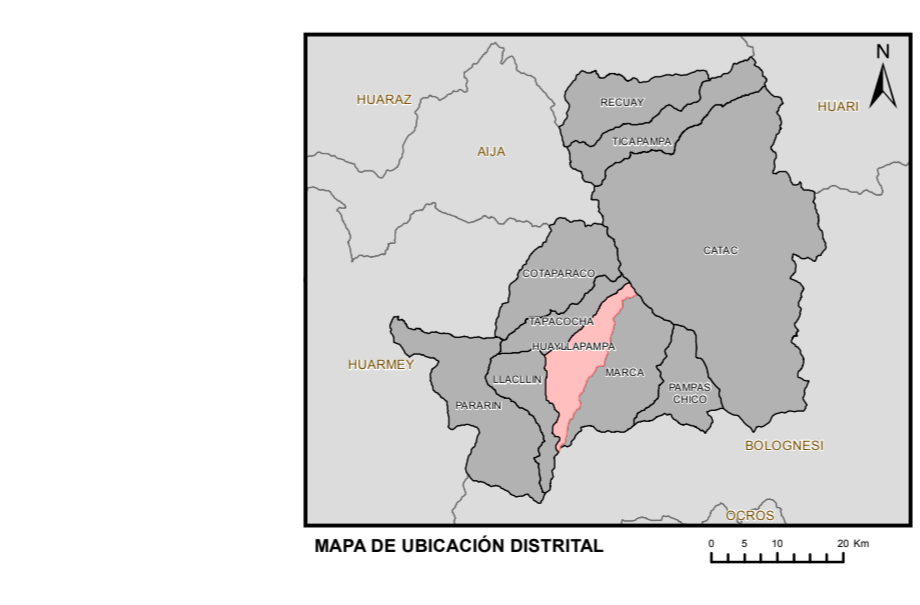 N
HUARAZ
RECUAY
HUARI
TICAPAMPA
AIJA
CATAC
COTAPARACO
TAPACOCHA
HUAYLLAPAMPA
HUARMEY
MARCA
LLACLLIN
PAMPAS
CHICO
PARARIN
BOLOGNESI
OCROS
MAPA DE UBICACIÓN DISTRITAL
0 5 10 20 Km